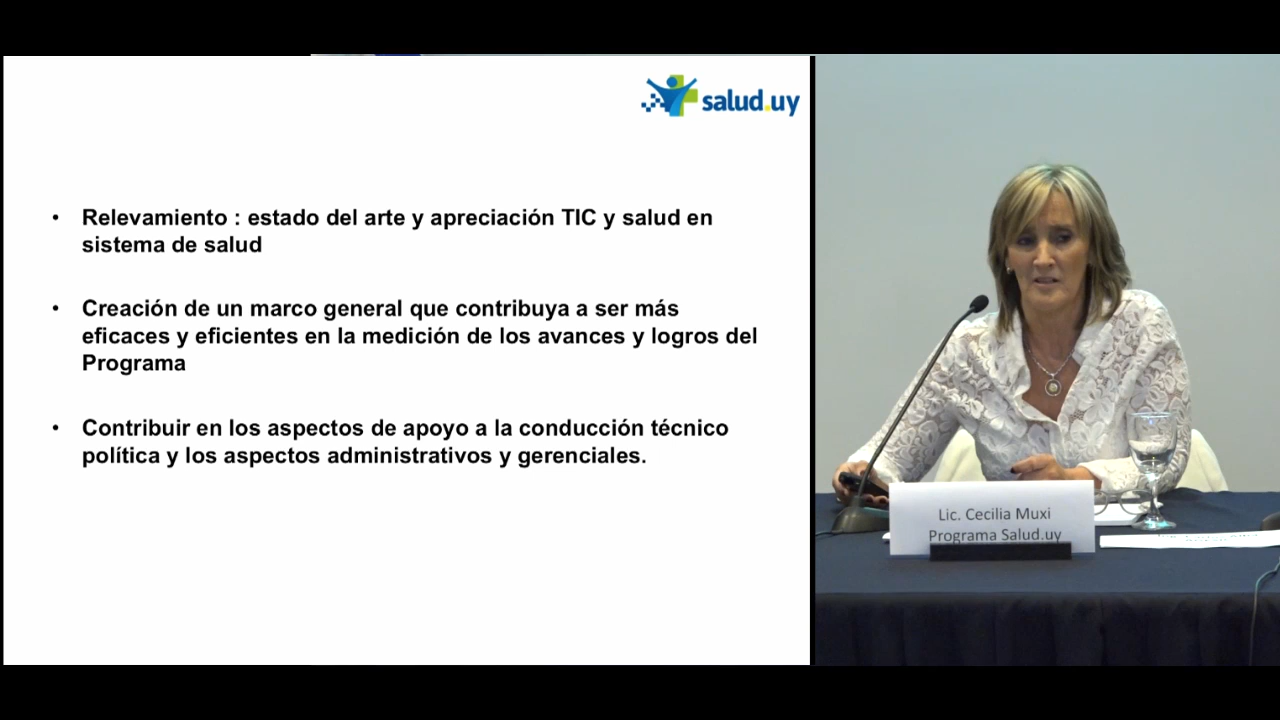 salud.uy
• Relevamiento : estado del arte y apreciación TIC y salud en
sistema de salud
• Creación de un marco general que contribuya a ser más
eficaces y eficientes en la medición de los avances y logros del
Programa
• Contribuir en los aspectos de apoyo a la conducción técnico
política y los aspectos administrativos y gerenciales.
Lic. Cecilia Muxi
Programa Salud.uy